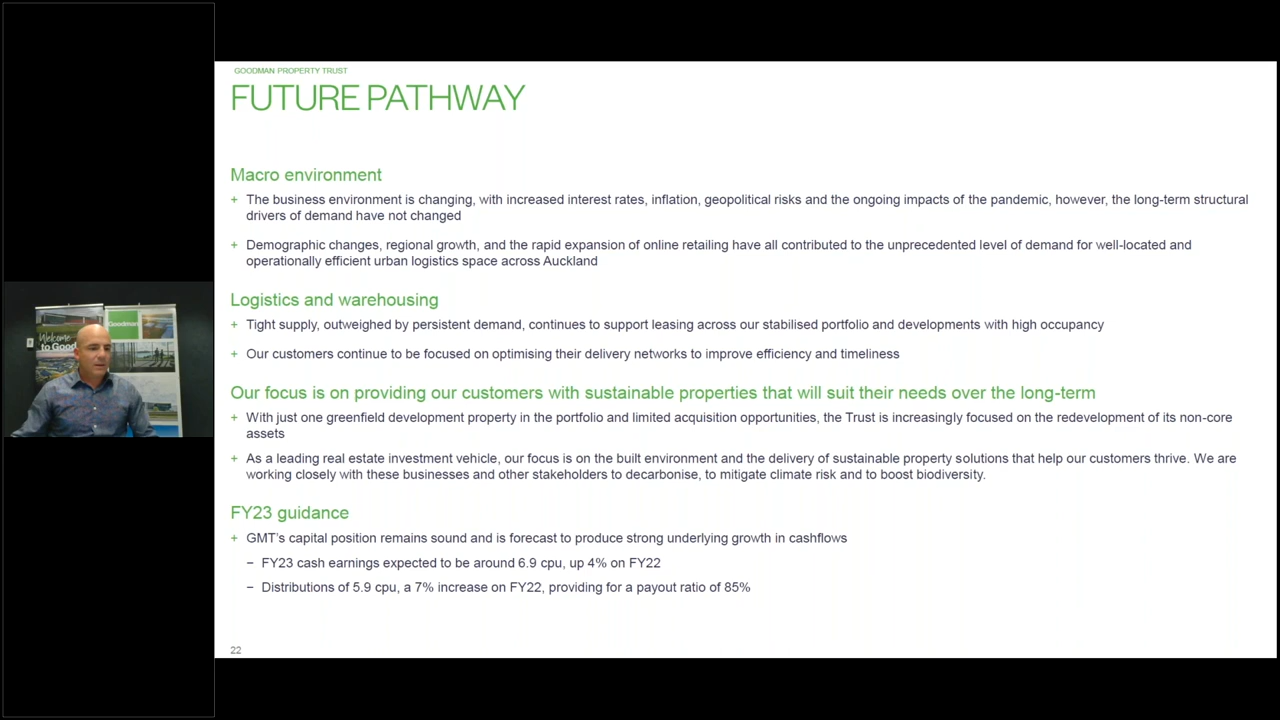 GOODMAN PROPERTY TRUST
FUTURE PATHWAY
Macro environment
+ The business environment is changing, with increased interest rates, inflation, geopolitical risks and the ongoing impacts of the pandemic, however, the long-term structural
drivers of demand have not changed
+ Demographic changes, regional growth, and the rapid expansion of online retailing have all contributed to the unprecedented level of demand for well-located and
operationally efficient urban logistics space across Auckland
Logistics and warehousing
+ Tight supply, outweighed by persistent demand, continues to support leasing across our stabilised portfolio and developments with high occupancy
+ Our customers continue to be focused on optimising their delivery networks to improve efficiency and timeliness
Our focus is on providing our customers with sustainable properties that will suit their needs over the long-term
+ With just one greenfield development property in the portfolio and limited acquisition opportunities, the Trust is increasingly focused on the redevelopment of its non-core
assets
+ As a leading real estate investment vehicle, our focus is on the built environment and the delivery of sustainable property solutions that help our customers thrive. We are
working closely with these businesses and other stakeholders to decarbonise, to mitigate climate risk and to boost biodiversity.
FY23 guidance
+ GMT's capital position remains sound and is forecast to produce strong underlying growth in cashflows
− FY23 cash earnings expected to be around 6.9 cpu, up 4% on FY22
− Distributions of 5.9 cpu, a 7% increase on FY22, providing for a payout ratio of 85%
22
Welcome
to Good
Goodman